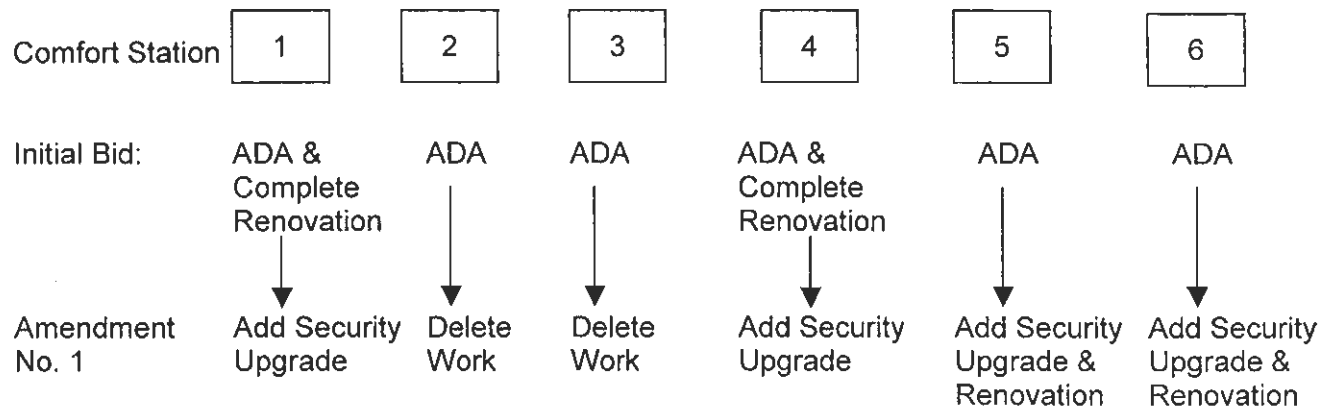 Comfort Station 1 2 3 4 5 6
Initial Bid: ADA & ADA ADA ADA & ADA ADA
Complete Complete
Renovation Renovation
Amendment Add Security Delete Delete Add Security Add Security Add Security
No. 1 Upgrade Work Work Upgrade Upgrade & Upgrade &
Renovation Renovation